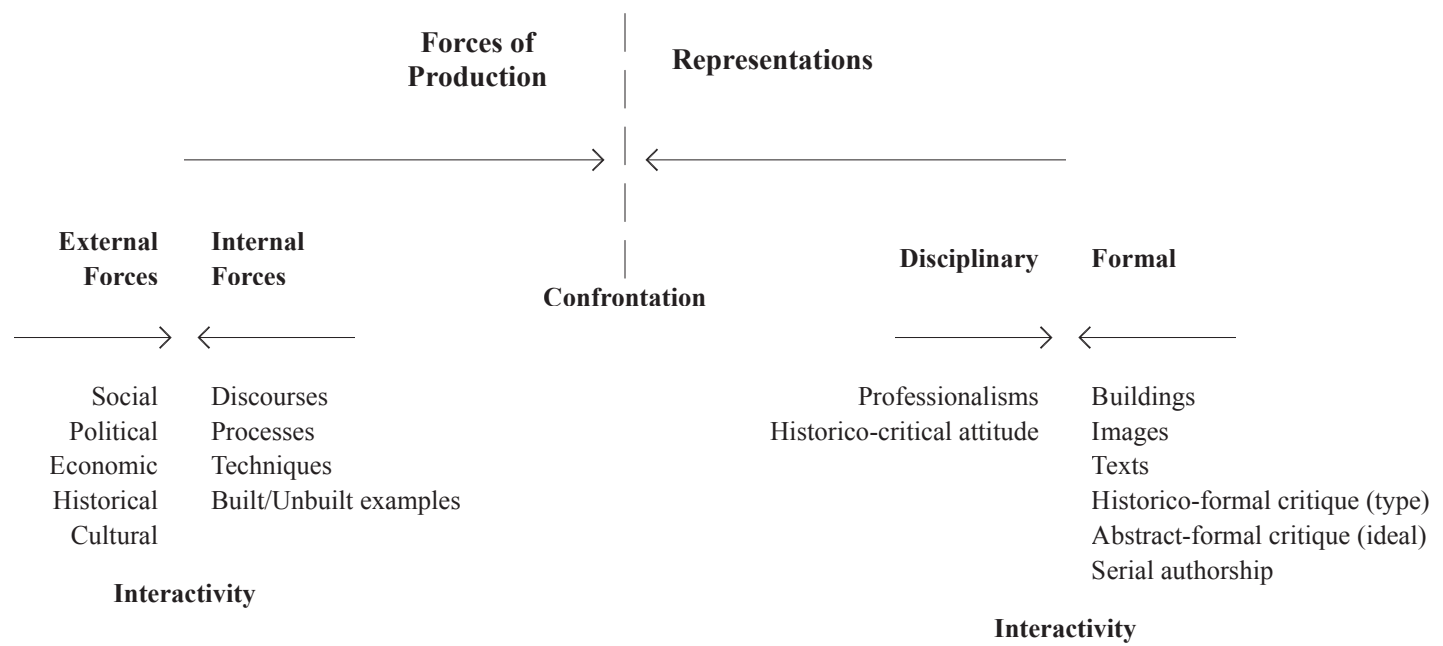 Forces of
Production
Representations
External
Forces
Internal
Forces
Confrontation
Disciplinary
Formal
Social
Political
Economic
Historical
Cultural
Discourses
Processes
Techniques
Built/Unbuilt examples
Interactivity
Professionalisms
Historico-critical attitude
Buildings
Images
Texts
Historico-formal critique (type)
Abstract-formal critique (ideal)
Serial authorship
Interactivity